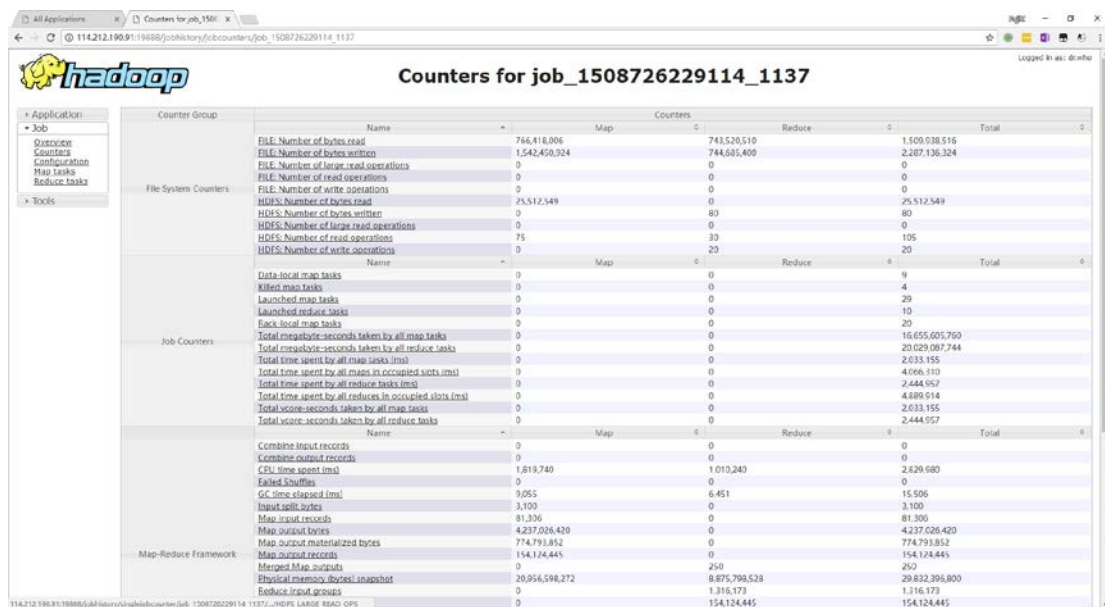 All Applications
Counters for job_1508
114.212.190.91:19888/jobhistory/jobcounters/job_1508726229114_1137
Logged in as: dr.who
hadoop
Counters for job_1508726229114_1137
Application
Job
Overview
Counters
Configuration
Map tasks
Reduce tasks
Tools
Counter Group Counters
File System Counters
Name Map Reduce Total
FILE: Number of bytes read 766,418,006 743,520,510 1,509,938,516
FILE: Number of bytes written 1,542,450,924 744,685,400 2,287,136,324
FILE: Number of large read operations 0 0 0
FILE: Number of read operations 0 0 0
FILE: Number of write operations 0 0 0
HDFS: Number of bytes read 25,512,549 0 25,512,549
HDFS: Number of bytes written 0 80 80
HDFS: Number of large read operations 0 0 0
HDFS: Number of read operations 75 30 105
HDFS: Number of write operations 0 20 20
Job Counters
Name Map Reduce Total
Data-local map tasks 0 0 9
Killed map tasks 0 0 4
Launched map tasks 0 0 29
Launched reduce tasks 0 0 10
Rack-local map tasks 0 0 20
Total megabyte-seconds taken by all map tasks 0 0 16,655,605,760
Total megabyte-seconds taken by all reduce tasks 0 0 20,029,087,744
Total time spent by all map tasks (ms) 0 0 2,033,155
Total time spent by all maps in occupied slots (ms) 0 0 4,066,310
Total time spent by all reduce tasks (ms) 0 0 2,444,957
Total time spent by all reduces in occupied slots (ms) 0 0 4,889,914
Total vcore-seconds taken by all map tasks 0 0 2,033,155
Total vcore-seconds taken by all reduce tasks 0 0 2,444,957
Map-Reduce Framework
Name Map Reduce Total
Combine input records 0 0 0
Combine output records 0 0 0
CPU time spent (ms) 1,819,740 1,010,240 2,829,980
Failed Shuffles 0 0 0
GC time elapsed (ms) 9,055 6,451 15,506
Input split bytes 3,100 0 3,100
Map input records 81,306 0 81,306
Map output bytes 4,237,026,420 0 4,237,026,420
Map output materialized bytes 774,793,852 0 774,793,852
Map output records 154,124,445 0 154,124,445
Merged Map outputs 0 250 250
Physical memory (bytes) snapshot 20,956,598,272 8,875,798,528 29,832,396,800
Reduce input groups 0 1,316,173 1,316,173
0 154,124,445 154,124,445
114.212.190.91:19888/jobhistory/singlejobcounter/job_1508726229114_1137/.../HDFS_LARGE_READ_OPS